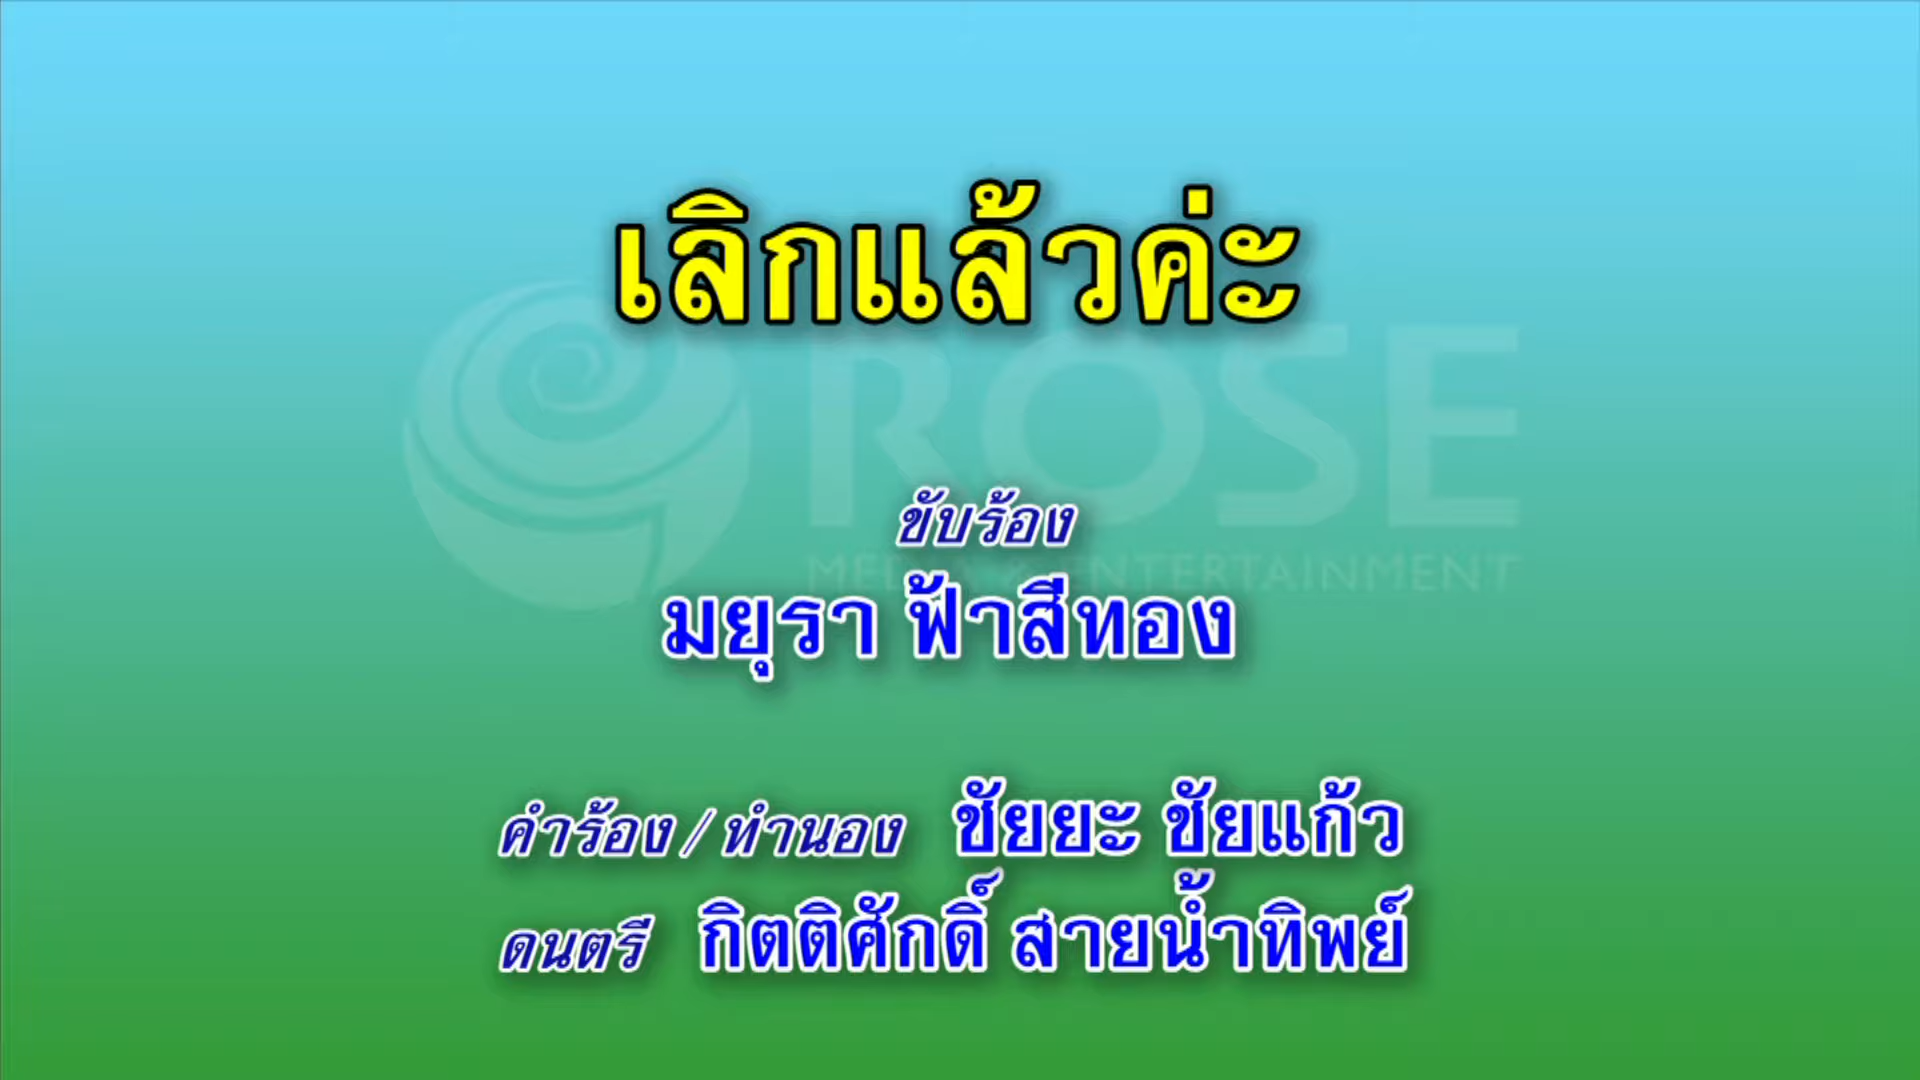 เลิกแล้วค่ะ
ROSE
MEDIA & ENTERTAINMENT
ขับร้อง
มยุรา ฟ้าสีทอง
คำร้อง / ทำนอง ชัยยะ ชัยแก้ว
ดนตรี กิตติศักดิ์ สายน้ำทิพย์